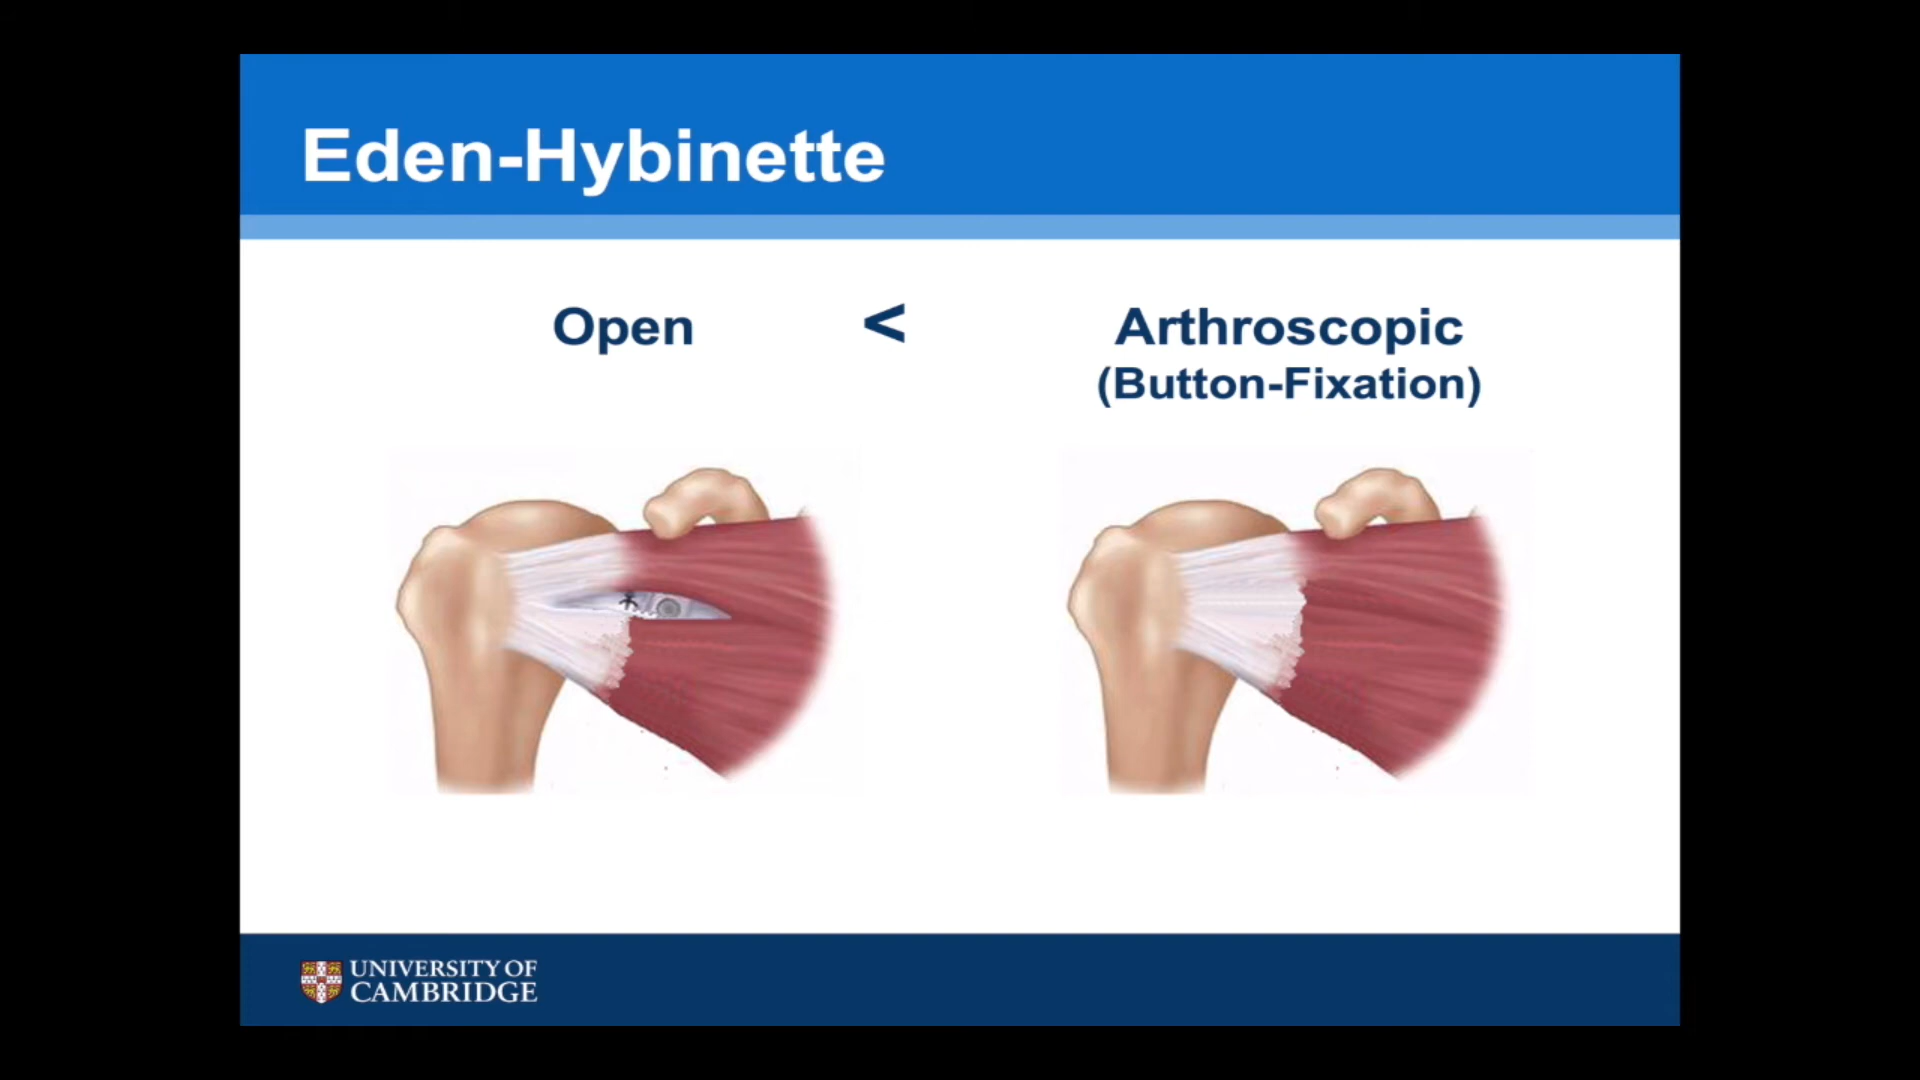 Eden-Hybinette
Open < Arthroscopic
(Button-Fixation)
UNIVERSITY OF
CAMBRIDGE